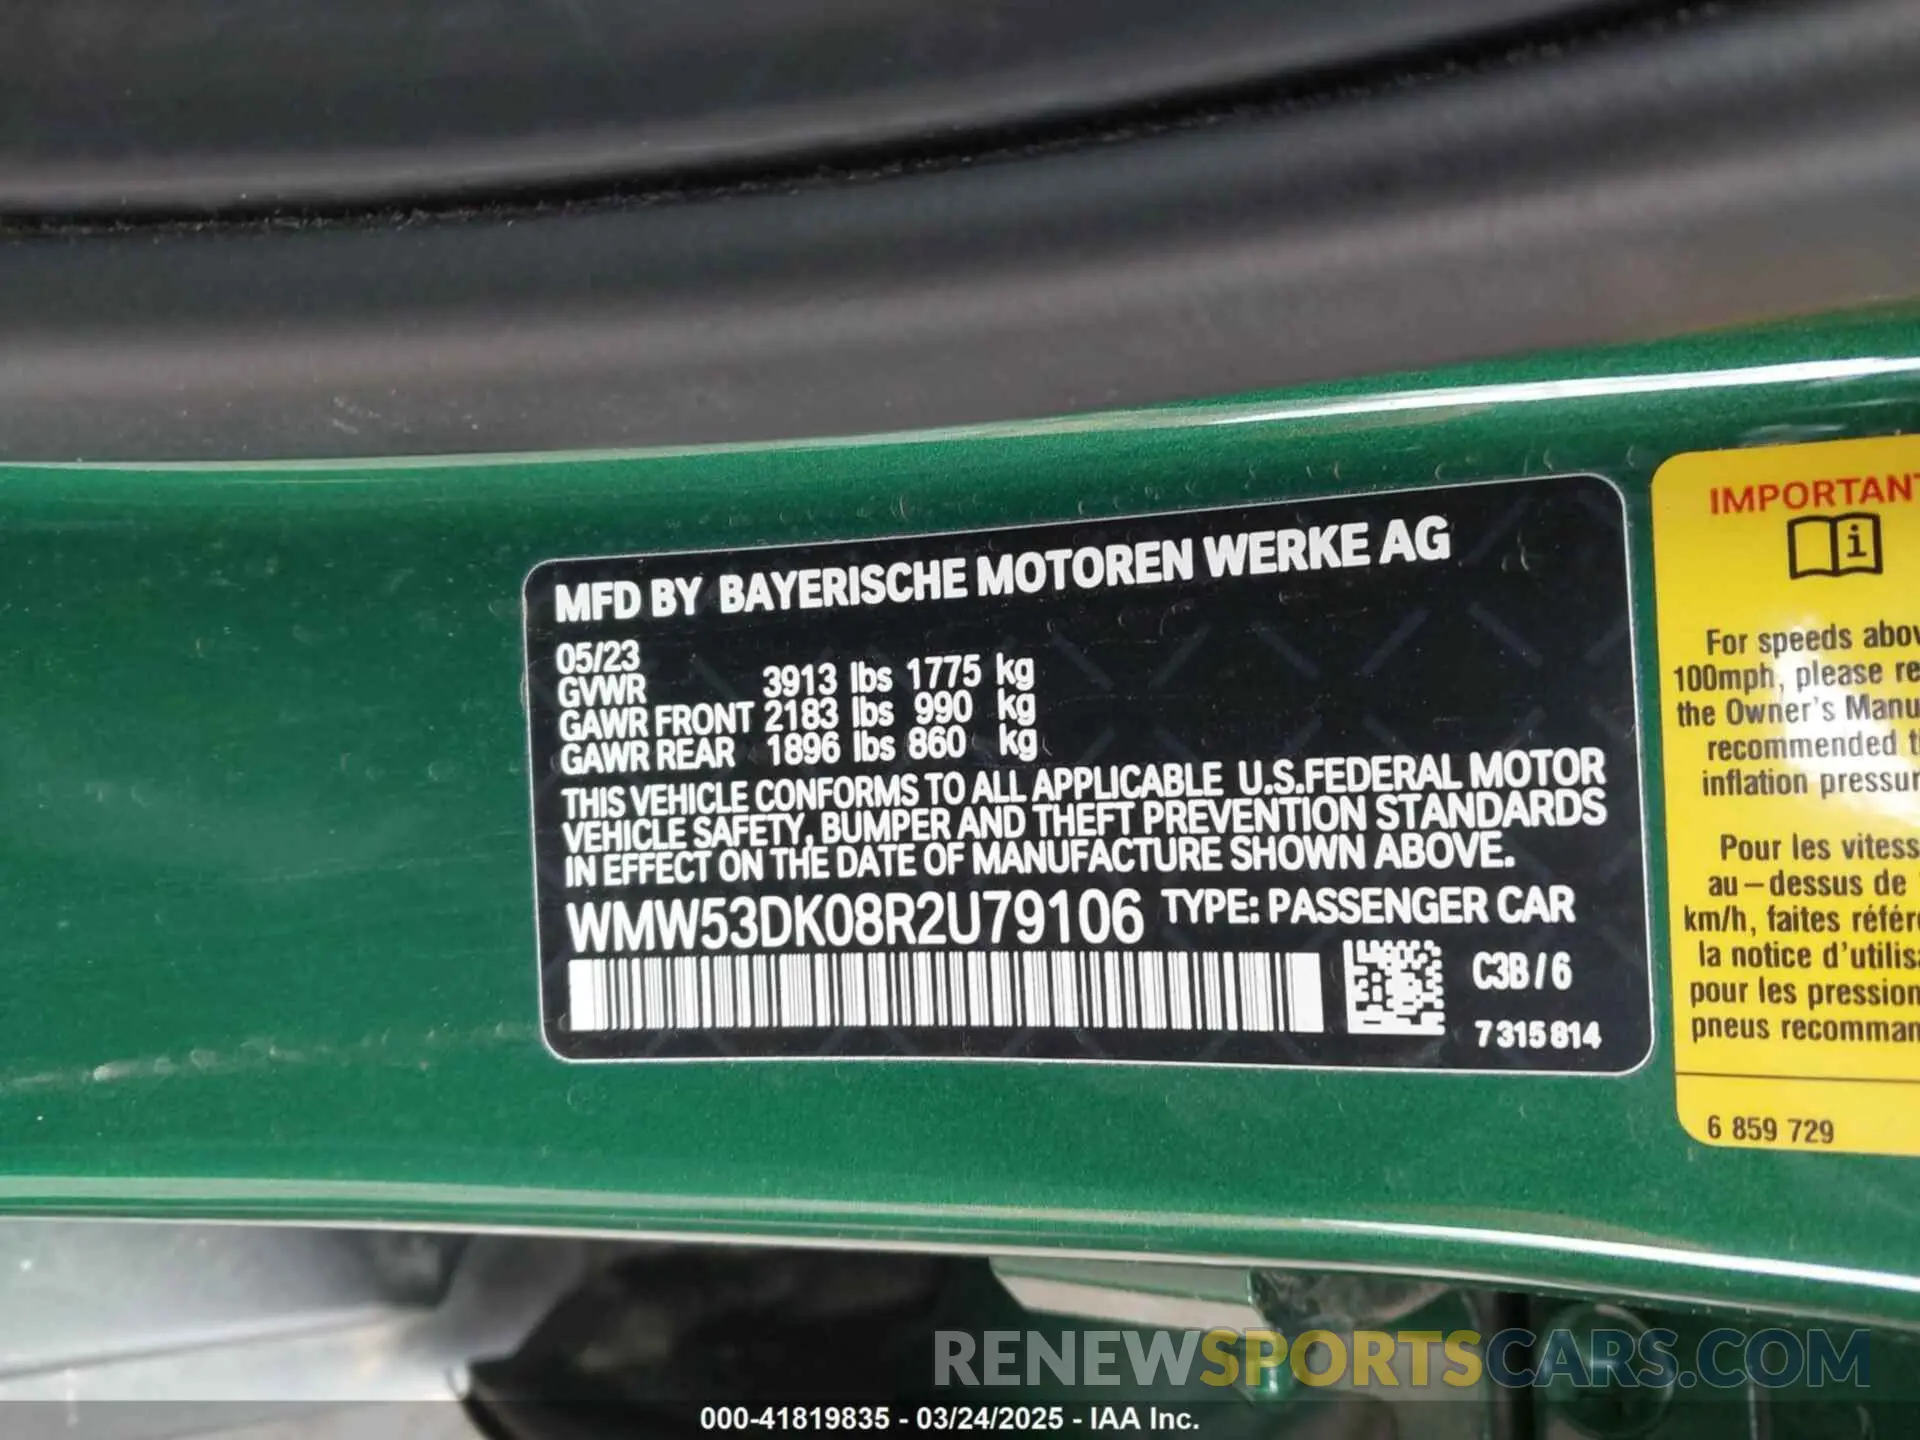 MFD BY BAYERISCHE MOTOREN WERKE AG
05/23
GVWR 3913 lbs 1775 kg
GAWR FRONT 2183 lbs 990 kg
GAWR REAR 1896 lbs 860 kg
THIS VEHICLE CONFORMS TO ALL APPLICABLE U.S.FEDERAL MOTOR
VEHICLE SAFETY, BUMPER AND THEFT PREVENTION STANDARDS
IN EFFECT ON THE DATE OF MANUFACTURE SHOWN ABOVE.
WMW53DK08R2U79106 TYPE: PASSENGER CAR
C3B/6
7315814
IMPORTANT
i
For speeds abov
100mph, please re
the Owner's Manu
recommended t
inflation pressur
Pour les vitess
au-dessus de
km/h, faites référ
la notice d'utilis
pour les pression
pneus recomman
6 859 729
RENEWSPORTSCARS.COM
000-41819835 - 03/24/2025 - IAA Inc.